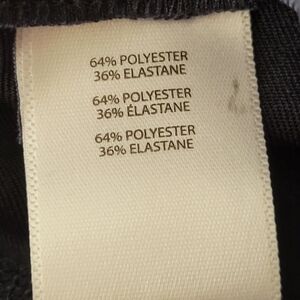 64% POLYESTER
36% ELASTANE
64% POLYESTER
36% ÉLASTANE
64% POLYESTER
36% ELASTANE